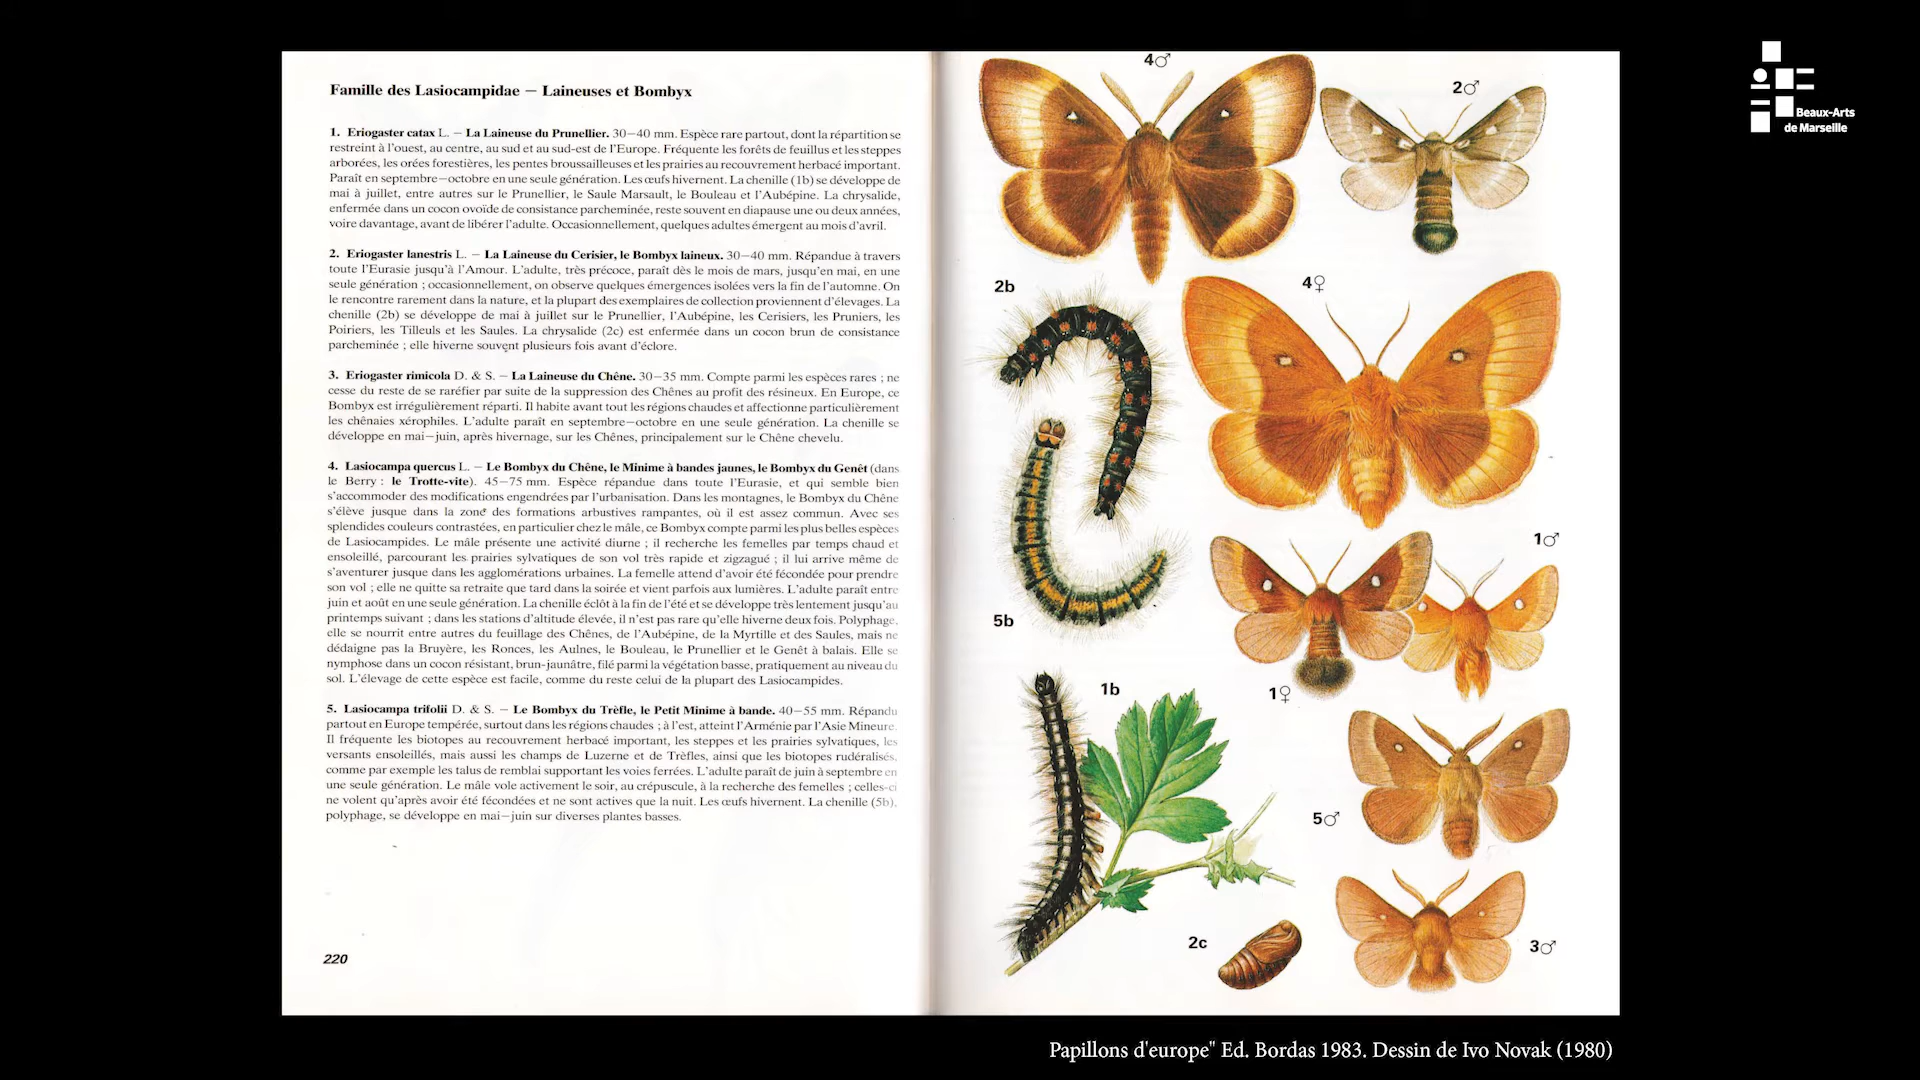 Famille des Lasiocampidae — Laineuses et Bombyx
1. Eriogaster catax L. — La Laineuse du Prunellier. 30—40 mm. Espèce rare partout, dont la répartition se
restreint à l'ouest, au centre, au sud et au sud-est de l'Europe. Fréquente les forêts de feuillus et les steppes
arborées, les orées forestières, les pentes broussailleuses et les prairies au recouvrement herbacé important.
Paraît en septembre—octobre en une seule génération. Les œufs hivernent. La chenille (1b) se développe de
mai à juillet, entre autres sur le Prunellier, le Saule Marsault, le Bouleau et l'Aubépine. La chrysalide,
enfermée dans un cocon ovoïde de consistance parcheminée, reste souvent en diapause une ou deux années,
voire davantage, avant de libérer l'adulte. Occasionnellement, quelques adultes émergent au mois d'avril.
2. Eriogaster lanestris L. — La Laineuse du Cerisier, le Bombyx laineux. 30—40 mm. Répandue à travers
toute l'Eurasie jusqu'à l'Amour. L'adulte, très précoce, paraît dès le mois de mars, jusqu'en mai, en une
seule génération ; occasionnellement, on observe quelques émergences isolées vers la fin de l'automne. On
le rencontre rarement dans la nature, et la plupart des exemplaires de collection proviennent d'élevages. La
chenille (2b) se développe de mai à juillet sur le Prunellier, l'Aubépine, les Cerisiers, les Pruniers, les
Poiriers, les Tilleuls et les Saules. La chrysalide (2c) est enfermée dans un cocon brun de consistance
parcheminée ; elle hiverne souvent plusieurs fois avant d'éclore.
3. Eriogaster rimicola D. & S. — La Laineuse du Chêne. 30—35 mm. Compte parmi les espèces rares ; ne
cesse du reste de se raréfier par suite de la suppression des Chênes au profit des résineux. En Europe, ce
Bombyx est irrégulièrement réparti. Il habite avant tout les régions chaudes et affectionne particulièrement
les chênaies xérophiles. L'adulte paraît en septembre—octobre en une seule génération. La chenille se
développe en mai—juin, après hivernage, sur les Chênes, principalement sur le Chêne chevelu.
4. Lasiocampa quercus L. — Le Bombyx du Chêne, le Minime à bandes jaunes, le Bombyx du Genêt (dans
le Berry : le Trotte-vite). 45—75 mm. Espèce répandue dans toute l'Eurasie, et qui semble bien
s'accommoder des modifications engendrées par l'urbanisation. Dans les montagnes, le Bombyx du Chêne
s'élève jusque dans la zone des formations arbustives rampantes, où il est assez commun. Avec ses
splendides couleurs contrastées, en particulier chez le mâle, ce Bombyx compte parmi les plus belles espèces
de Lasiocampides. Le mâle présente une activité diurne ; il recherche les femelles par temps chaud et
ensoleillé, parcourant les prairies sylvatiques de son vol très rapide et zigzagué ; il lui arrive même de
s'aventurer jusque dans les agglomérations urbaines. La femelle attend d'avoir été fécondée pour prendre
son vol ; elle ne quitte sa retraite que tard dans la soirée et vient parfois aux lumières. L'adulte paraît entre
juin et août en une seule génération. La chenille éclôt à la fin de l'été et se développe très lentement jusqu'au
printemps suivant ; dans les stations d'altitude élevée, il n'est pas rare qu'elle hiverne deux fois. Polyphage,
elle se nourrit entre autres du feuillage des Chênes, de l'Aubépine, de la Myrtille et des Saules, mais ne
dédaigne pas la Bruyère, les Ronces, les Aulnes, le Bouleau, le Prunellier et le Genêt à balais. Elle se
nymphose dans un cocon résistant, brun-jaunâtre, filé parmi la végétation basse, pratiquement au niveau du
sol. L'élevage de cette espèce est facile, comme du reste celui de la plupart des Lasiocampides.
5. Lasiocampa trifolii D. & S. — Le Bombyx du Trèfle, le Petit Minime à bande. 40—55 mm. Répandu
partout en Europe tempérée, surtout dans les régions chaudes ; à l'est, atteint l'Arménie par l'Asie Mineure.
Il fréquente les biotopes au recouvrement herbacé important, les steppes et les prairies sylvatiques, les
versants ensoleillés, mais aussi les champs de Luzerne et de Trèfles, ainsi que les biotopes rudéralisés,
comme par exemple les talus de remblai supportant les voies ferrées. L'adulte paraît de juin à septembre en
une seule génération. Le mâle vole activement le soir, au crépuscule, à la recherche des femelles ; celles-ci
ne volent qu'après avoir été fécondées et ne sont actives que la nuit. Les œufs hivernent. La chenille (5b),
polyphage, se développe en mai—juin sur diverses plantes basses.
220
4♂
2♂
2b
4♀
1♂
5b
1b
1♀
5♂
2c
3♂
Beaux-Arts
de Marseille
Papillons d'europe" Ed. Bordas 1983. Dessin de Ivo Novak (1980)